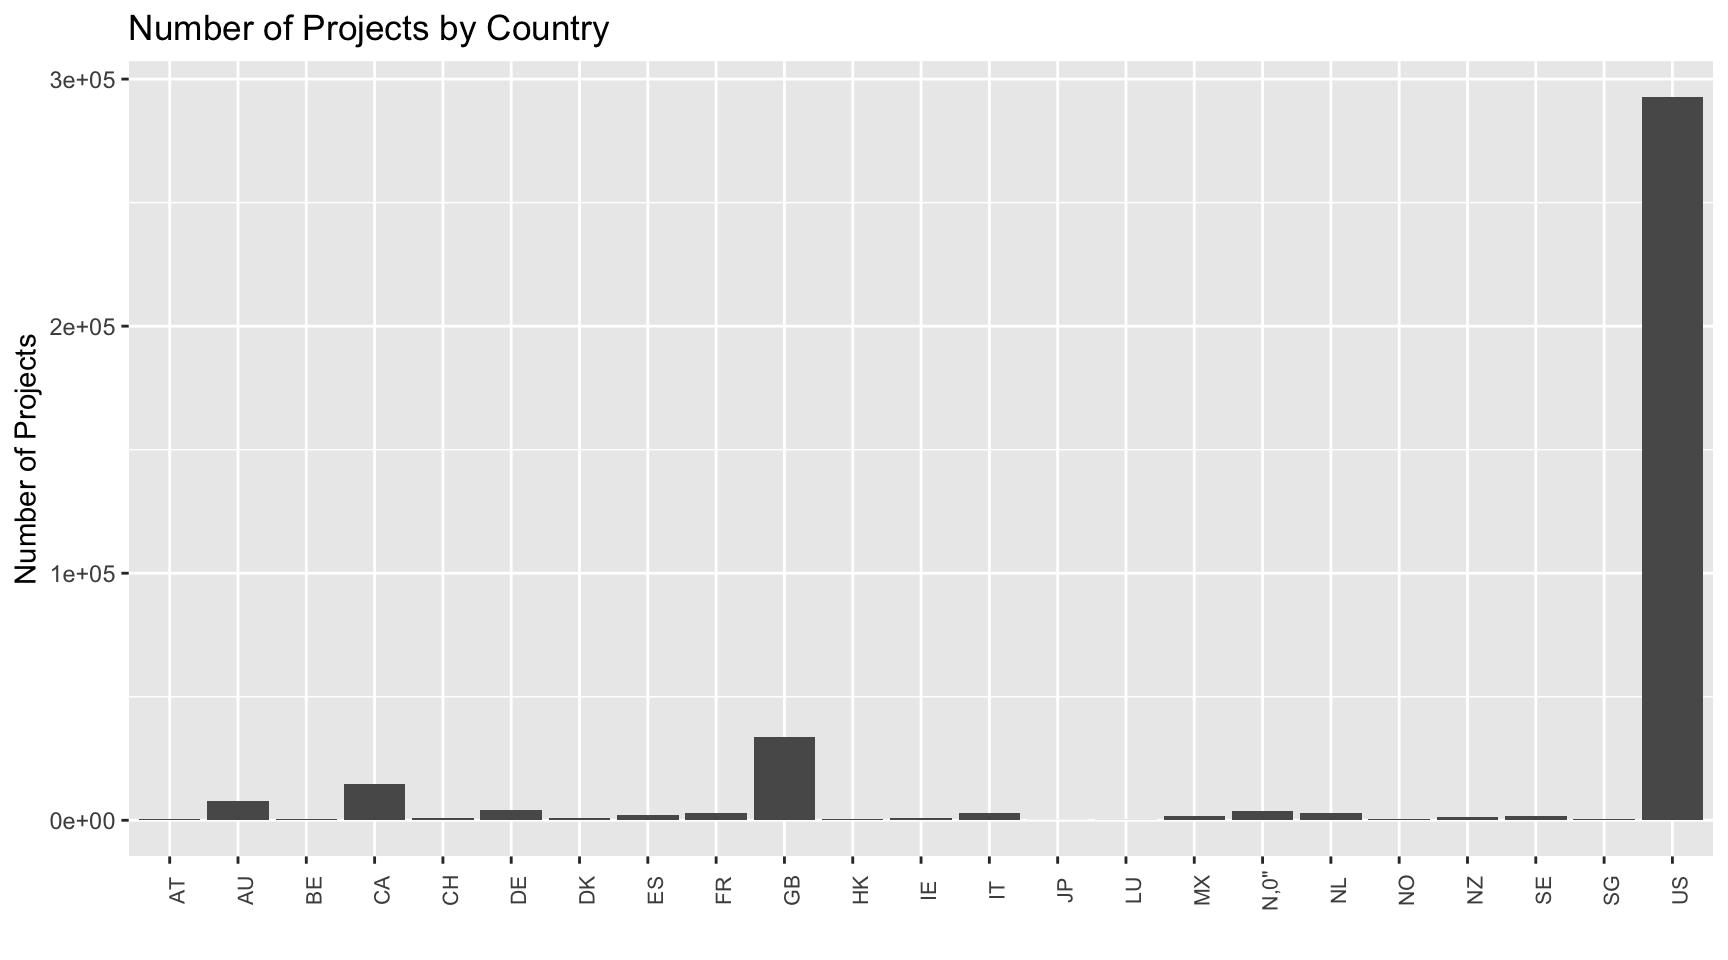 Number of Projects by Country
Number of Projects
3e+05
2e+05
1e+05
0e+00
AT
AU
BE
CA
CH
DE
DK
ES
FR
GB
HK
IE
IT
JP
LU
MX
N,0"
NL
NO
NZ
SE
SG
US